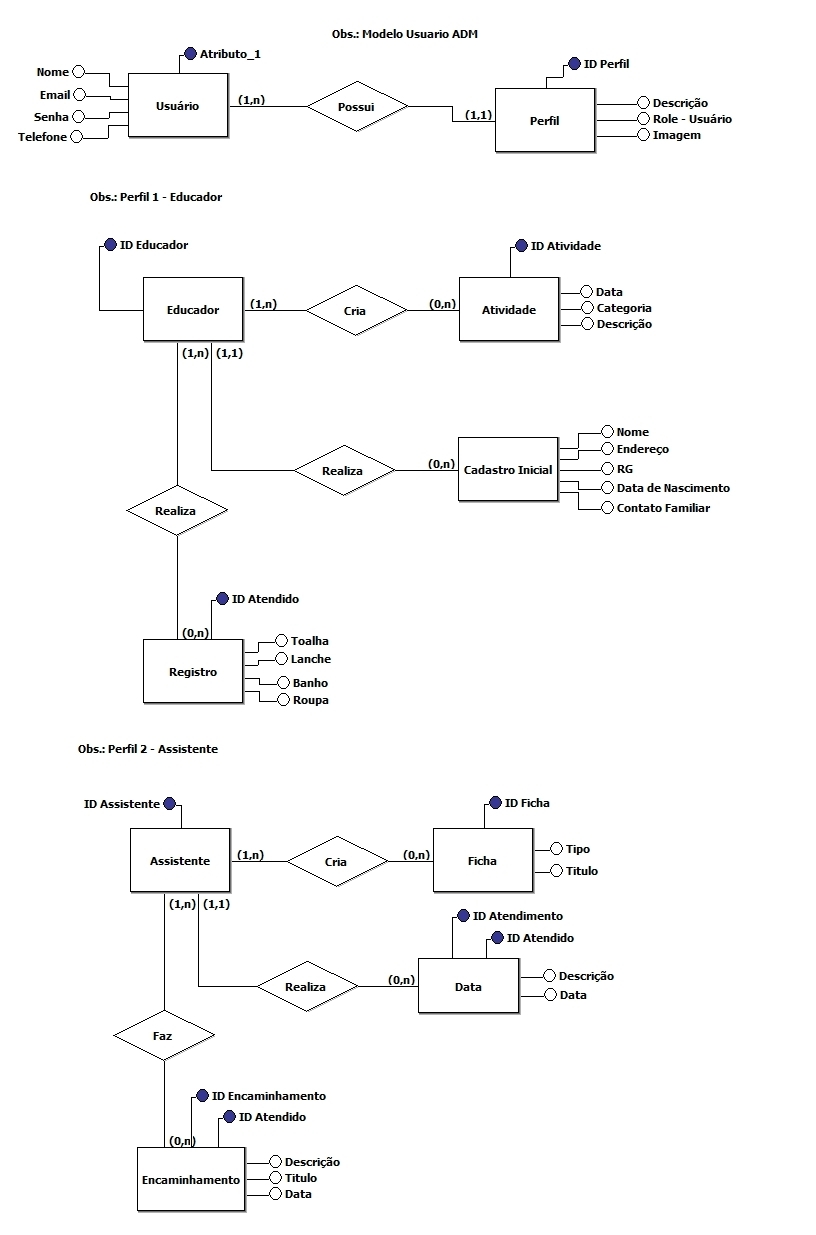 Obs.: Modelo Usuario ADM
Atributo_1
ID Perfil
Nome
Email
Senha
Telefone
Usuário
(1,n)
Possui
(1,1)
Perfil
Descrição
Role - Usuário
Imagem
Obs.: Perfil 1 - Educador
ID Educador
ID Atividade
Educador
(1,n)
Cria
(0,n)
Atividade
Data
Categoria
Descrição
(1,n)
(1,1)
Realiza
(0,n)
Cadastro Inicial
Nome
Endereço
RG
Data de Nascimento
Contato Familiar
Realiza
ID Atendido
(0,n)
Registro
Toalha
Lanche
Banho
Roupa
Obs.: Perfil 2 - Assistente
ID Assistente
ID Ficha
Assistente
(1,n)
Cria
(0,n)
Ficha
Tipo
Titulo
(1,n)
(1,1)
ID Atendimento
ID Atendido
Realiza
(0,n)
Data
Descrição
Data
Faz
ID Encaminhamento
ID Atendido
(0,n)
Encaminhamento
Descrição
Titulo
Data